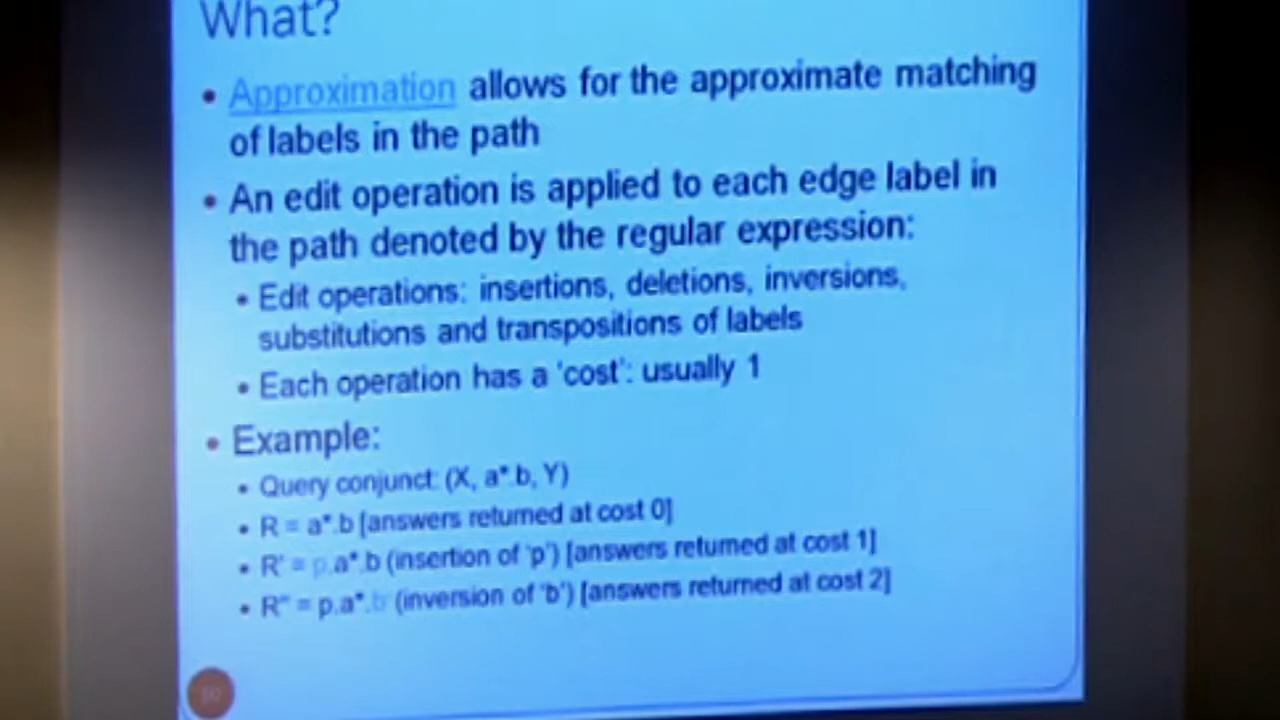 What?
• Approximation allows for the approximate matching
of labels in the path
• An edit operation is applied to each edge label in
the path denoted by the regular expression:
• Edit operations: insertions, deletions, inversions,
substitutions and transpositions of labels
• Each operation has a 'cost': usually 1
• Example:
• Query conjunct: (X, a*.b, Y)
• R = a*.b [answers returned at cost 0]
• R' = p.a*.b (insertion of 'p') [answers returned at cost 1]
• R'' = p.a*.b⁻ (inversion of 'b') [answers returned at cost 2]